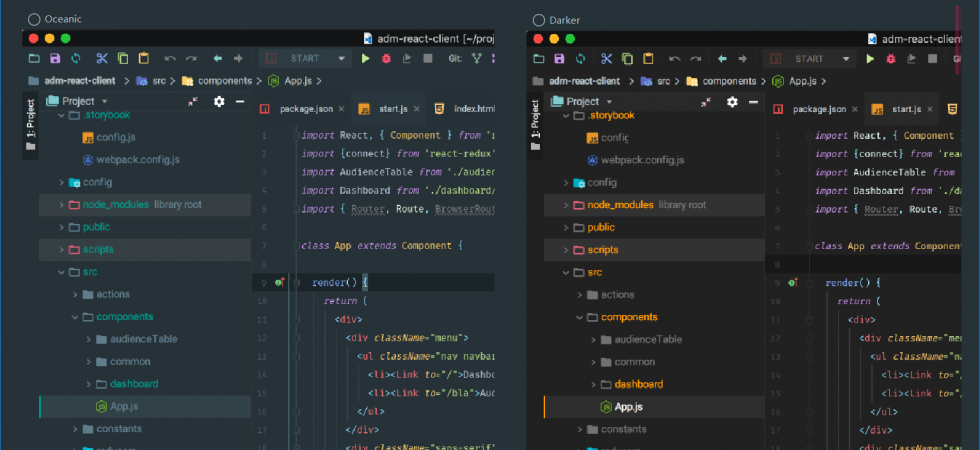 Oceanic
adm-react-client [~/proj
START
Git:
adm-react-client > src > components > App.js >
1: Project
Project
package.json
start.js
index.html
.storybook
config.js
webpack.config.js
config
node_modules library root
public
scripts
src
actions
components
audienceTable
common
dashboard
App.js
constants
1 import React, { Component } from 'r
2 import {connect} from 'react-redux'
3 import AudienceTable from './audien
4 import Dashboard from './dashboard/
5 import { Router, Route, BrowserRout
6
7 class App extends Component {
8
9 render() {
10 return (
11 <div>
12 <div className="menu">
13 <ul className="nav navbar
14 <li><Link to="/">Dashbo
15 <li><Link to="/bla">Aud
16 </ul>
17 </div>
18 <div className="sans-serif"
Darker
adm-react-client
START
adm-react-client > src > components > App.js >
1: Project
Project
package.json
start.js
.storybook
config
webpack.config.js
config
node_modules library root
public
scripts
src
actions
components
audienceTable
common
dashboard
App.js
constants
1 import React, { Component
2 import {connect} from 'rea
3 import AudienceTable from
4 import Dashboard from './da
5 import { Router, Route, Br
6
7 class App extends Component
8
9 render() {
10 return (
11 <div>
12 <div className="men
13 <ul className="na
14 <li><Link to="/
15 <li><Link to="/
16 </ul>
17 </div>
18 <div className="san